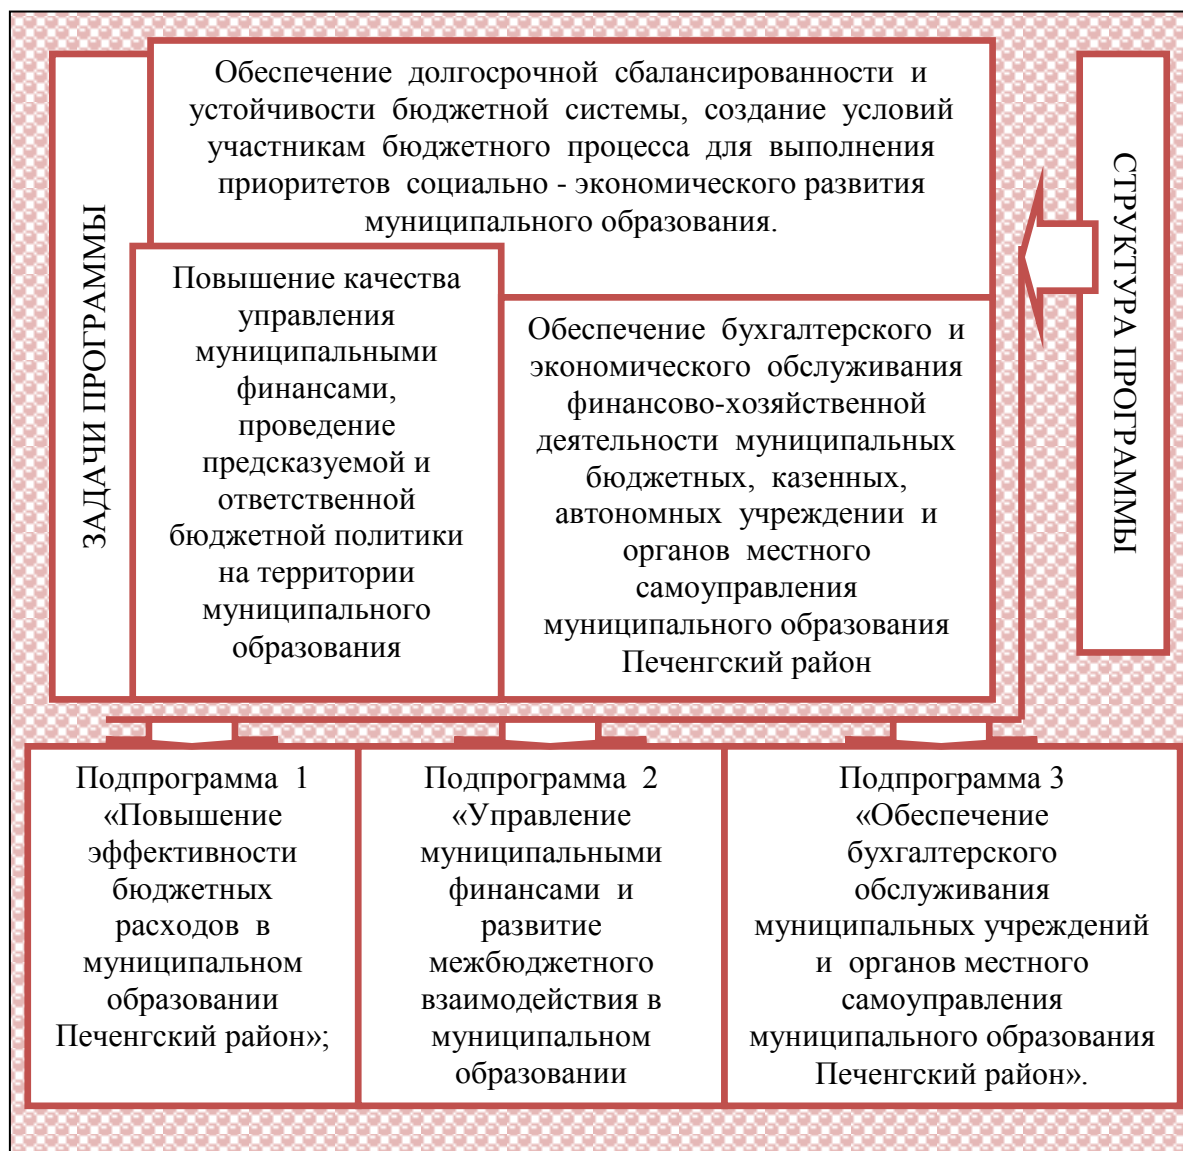 ЗАДАЧИ ПРОГРАММЫ
Обеспечение долгосрочной сбалансированности и
устойчивости бюджетной системы, создание условий
участникам бюджетного процесса для выполнения
приоритетов социально - экономического развития
муниципального образования.
Повышение качества
управления
муниципальными
финансами,
проведение
предсказуемой и
ответственной
бюджетной политики
на территории
муниципального
образования
Обеспечение бухгалтерского и
экономического обслуживания
финансово-хозяйственной
деятельности муниципальных
бюджетных, казенных,
автономных учреждении и
органов местного
самоуправления
муниципального образования
Печенгский район
СТРУКТУРА ПРОГРАММЫ
Подпрограмма 1
«Повышение
эффективности
бюджетных
расходов в
муниципальном
образовании
Печенгский район»;
Подпрограмма 2
«Управление
муниципальными
финансами и
развитие
межбюджетного
взаимодействия в
муниципальном
образовании
Подпрограмма 3
«Обеспечение
бухгалтерского
обслуживания
муниципальных учреждений
и органов местного
самоуправления
муниципального образования
Печенгский район».